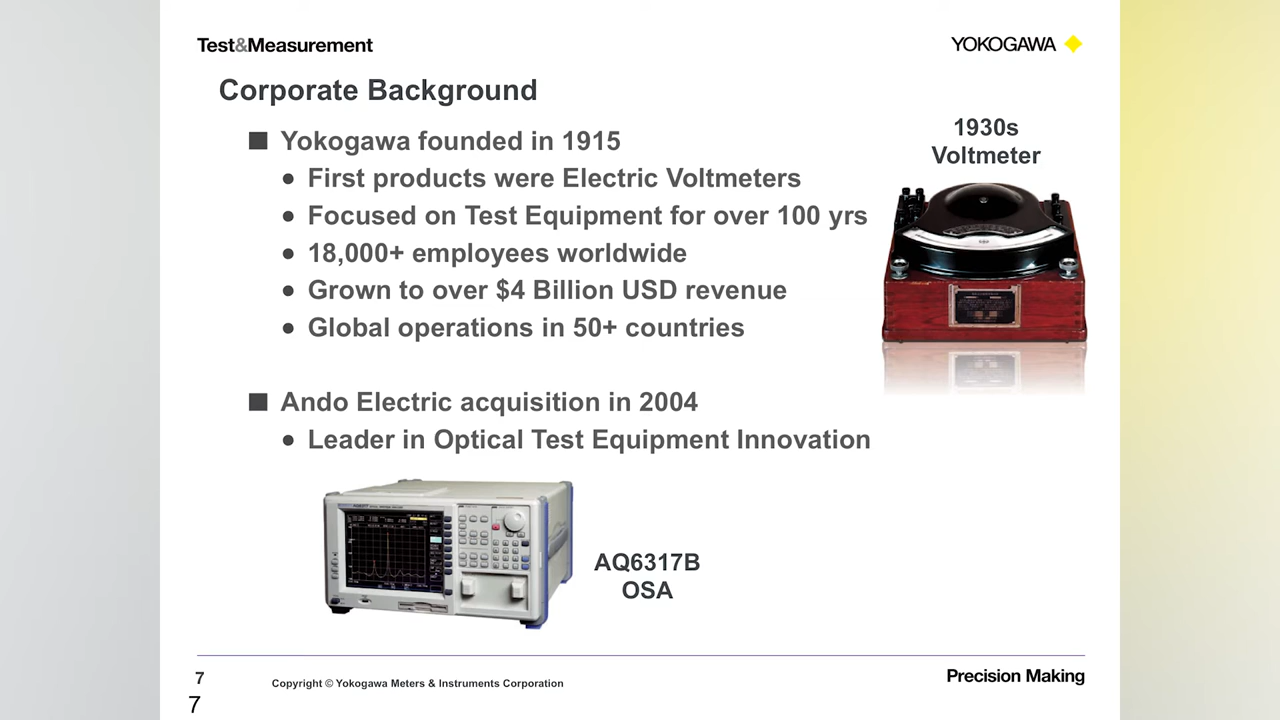 Test&Measurement
YOKOGAWA
Corporate Background
Yokogawa founded in 1915
First products were Electric Voltmeters
Focused on Test Equipment for over 100 yrs
18,000+ employees worldwide
Grown to over $4 Billion USD revenue
Global operations in 50+ countries
1930s
Voltmeter
Ando Electric acquisition in 2004
Leader in Optical Test Equipment Innovation
AQ6317B
OSA
7
Copyright © Yokogawa Meters & Instruments Corporation
Precision Making
7